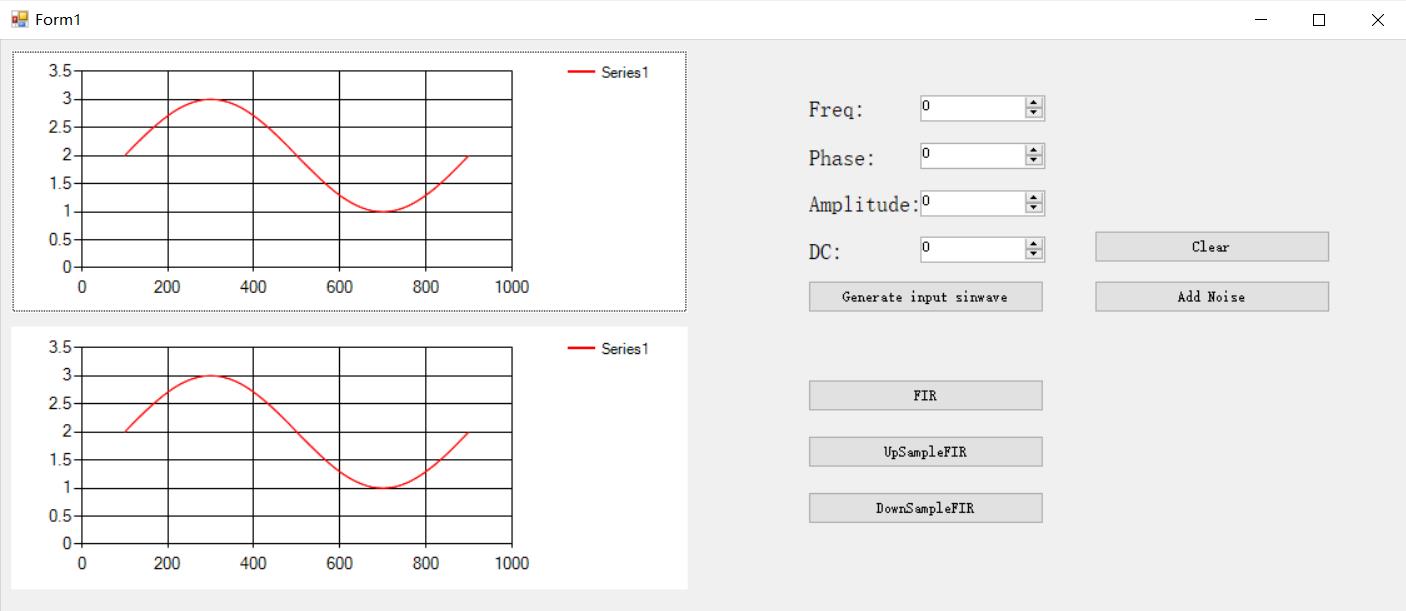 Form1
3.5
3
2.5
2
1.5
1
0.5
0
0 200 400 600 800 1000
Series1
3.5
3
2.5
2
1.5
1
0.5
0
0 200 400 600 800 1000
Series1
Freq: 0
Phase: 0
Amplitude: 0
DC: 0
Clear
Generate input sinwave
Add Noise
FIR
UpSampleFIR
DownSampleFIR